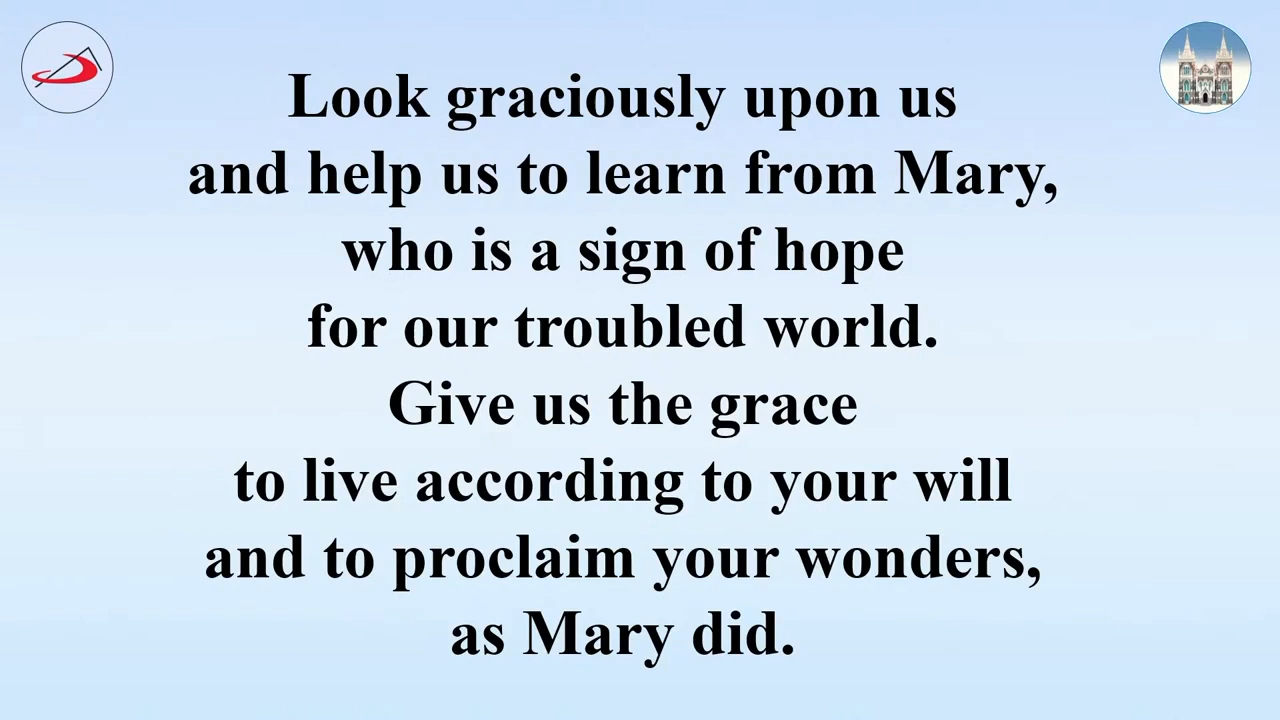 Look graciously upon us
and help us to learn from Mary,
who is a sign of hope
for our troubled world.
Give us the grace
to live according to your will
and to proclaim your wonders,
as Mary did.